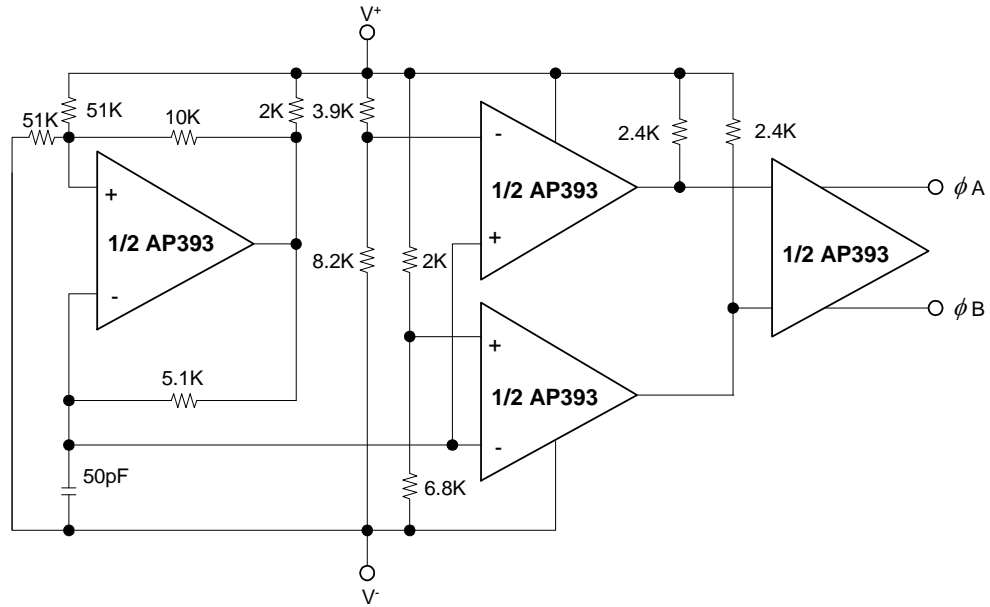 V+
51K
51K
10K
2K
3.9K
2.4K
2.4K
+
-
1/2 AP393
-
+
1/2 AP393
1/2 AP393
ϕA
ϕB
8.2K
2K
5.1K
+
-
1/2 AP393
50pF
6.8K
V-